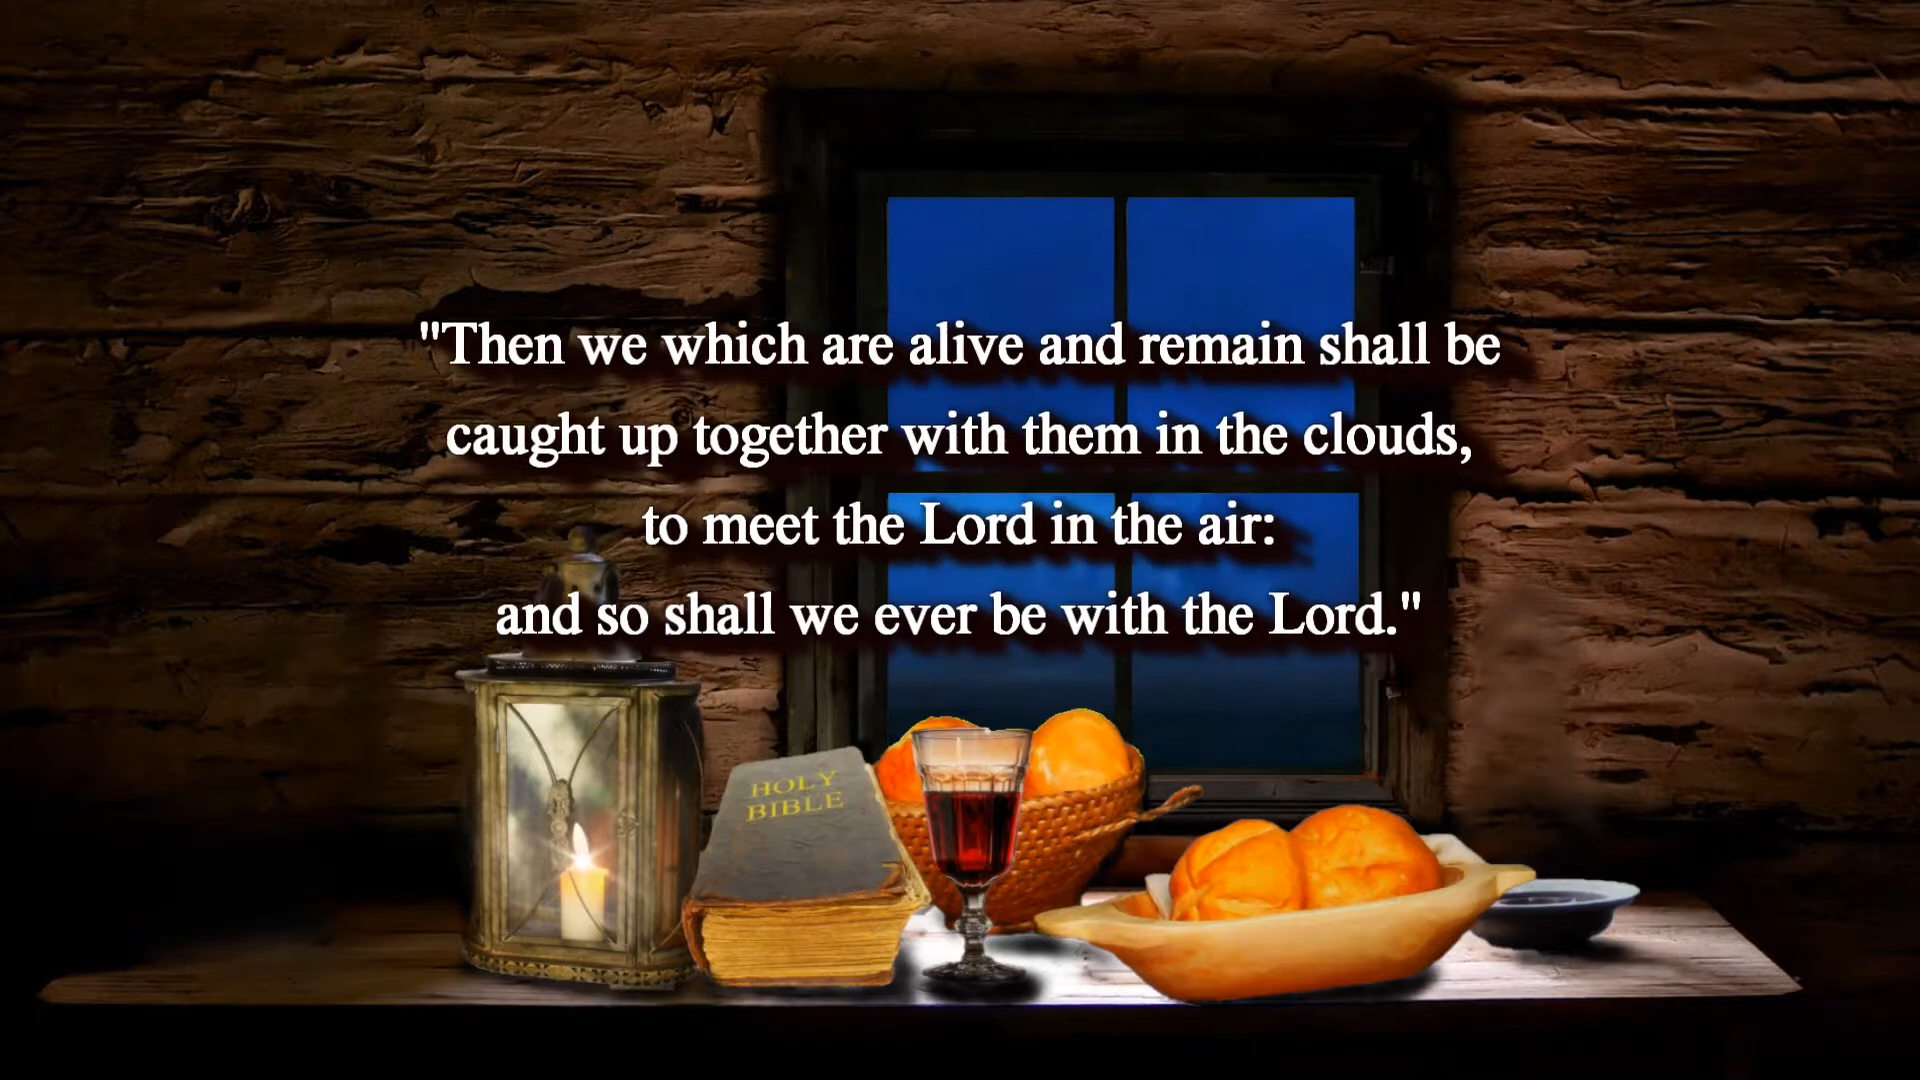 "Then we which are alive and remain shall be
caught up together with them in the clouds,
to meet the Lord in the air:
and so shall we ever be with the Lord."
HOLY
BIBLE